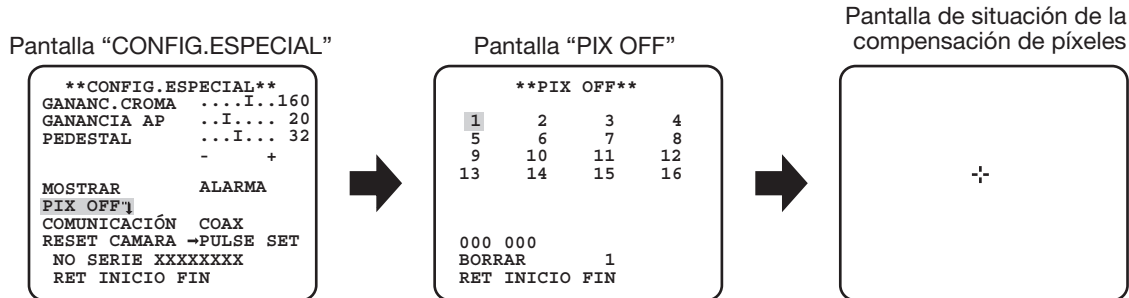 Pantalla “CONFIG.ESPECIAL”
**CONFIG.ESPECIAL**
GANANC.CROMA ....I..160
GANANCIA AP ..I.... 20
PEDESTAL ...I... 32
- +
MOSTRAR ALARMA
PIX OFF
COMUNICACIÓN COAX
RESET CAMARA →PULSE SET
NO SERIE XXXXXXXX
RET INICIO FIN
Pantalla “PIX OFF”
**PIX OFF**
1 2 3 4
5 6 7 8
9 10 11 12
13 14 15 16
000 000
BORRAR 1
RET INICIO FIN
Pantalla de situación de la
compensación de píxeles